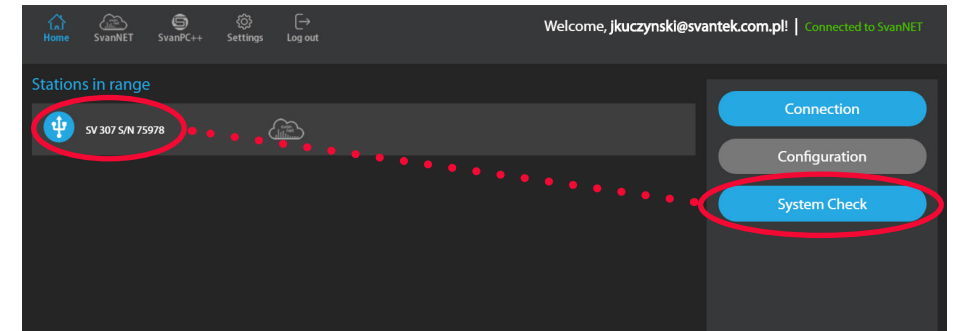 Home SvanNET SvanPC++ Settings Log out
Welcome, jkuczynski@svantek.com.pl! | Connected to SvanNET
Stations in range
SV 307 S/N 75978
Connection
Configuration
System Check